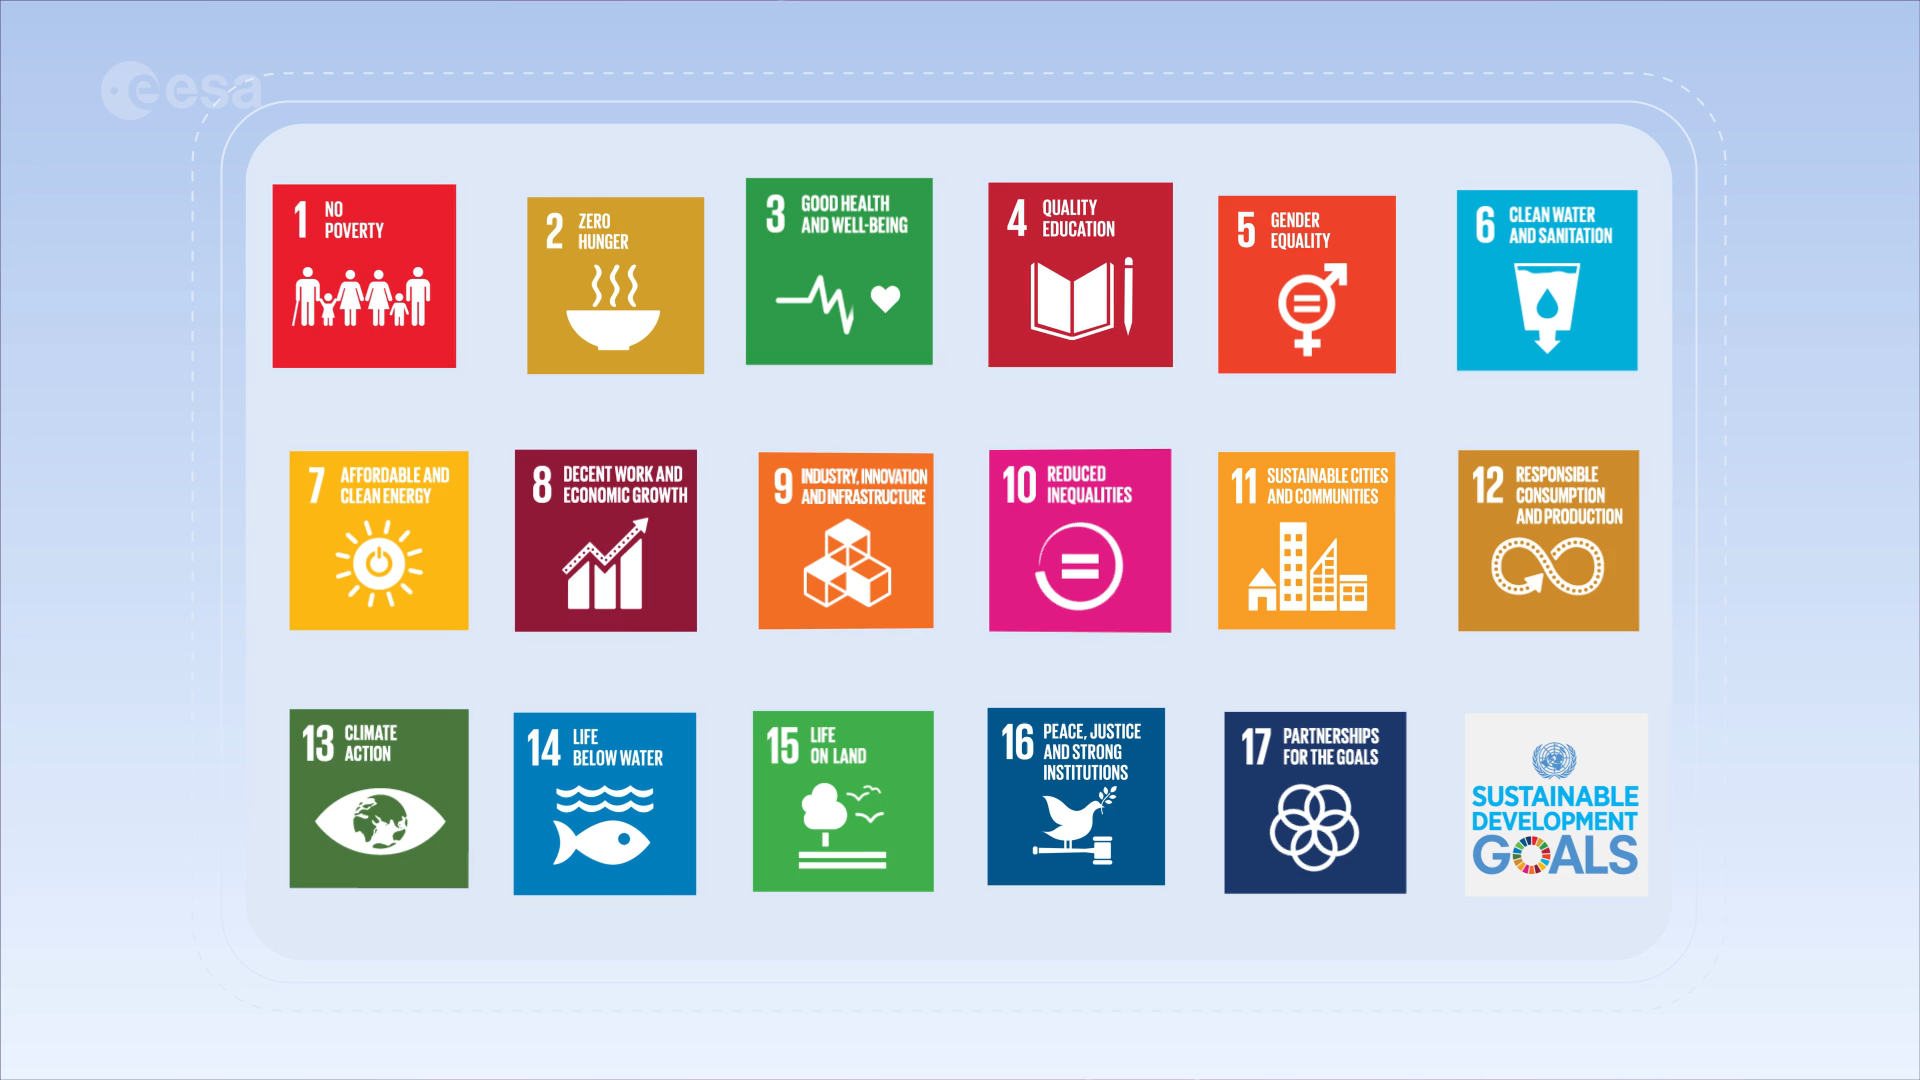 esa
1 NO
POVERTY
2 ZERO
HUNGER
3 GOOD HEALTH
AND WELL-BEING
4 QUALITY
EDUCATION
5 GENDER
EQUALITY
6 CLEAN WATER
AND SANITATION
7 AFFORDABLE AND
CLEAN ENERGY
8 DECENT WORK AND
ECONOMIC GROWTH
9 INDUSTRY, INNOVATION
AND INFRASTRUCTURE
10 REDUCED
INEQUALITIES
11 SUSTAINABLE CITIES
AND COMMUNITIES
12 RESPONSIBLE
CONSUMPTION
AND PRODUCTION
13 CLIMATE
ACTION
14 LIFE
BELOW WATER
15 LIFE
ON LAND
16 PEACE, JUSTICE
AND STRONG
INSTITUTIONS
17 PARTNERSHIPS
FOR THE GOALS
SUSTAINABLE
DEVELOPMENT
GOALS